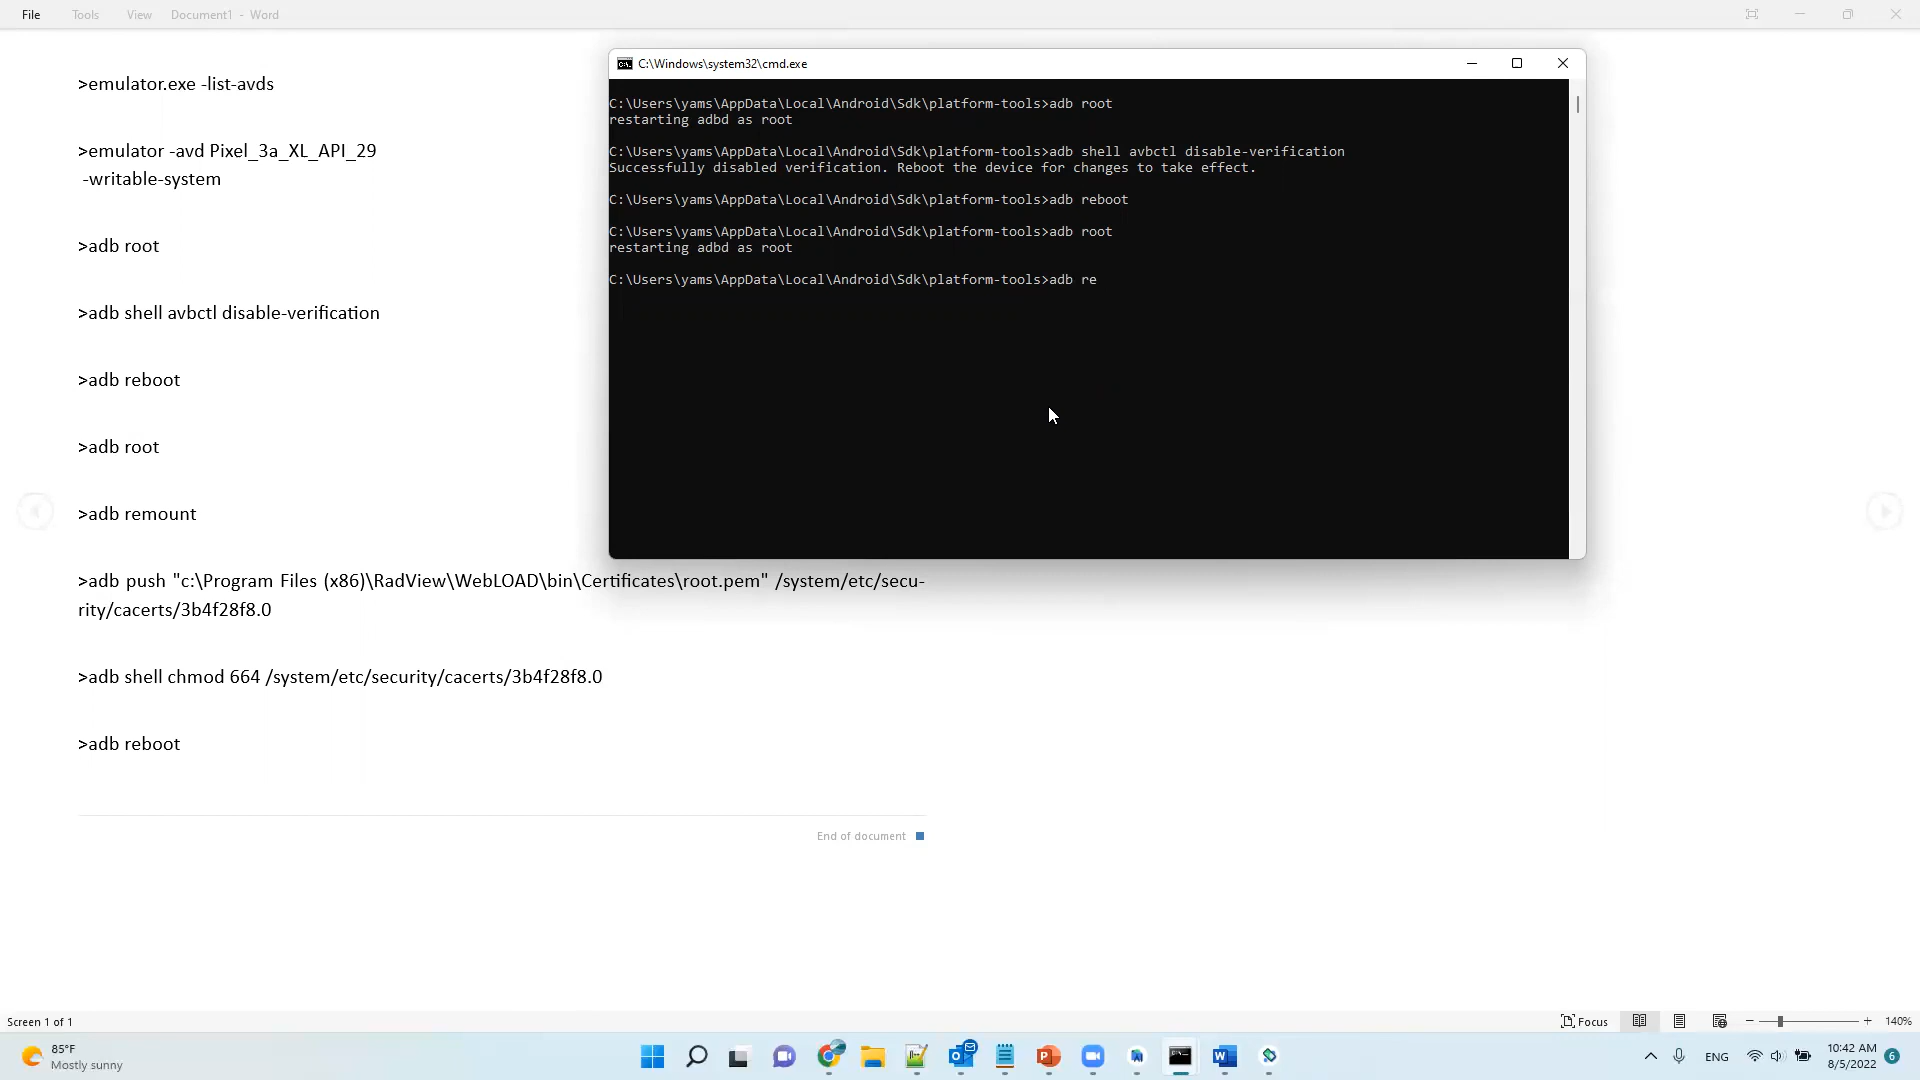 File Tools View Document1 - Word
>emulator.exe -list-avds
>emulator -avd Pixel_3a_XL_API_29
-writable-system
>adb root
>adb shell avbctl disable-verification
>adb reboot
>adb root
>adb remount
>adb push "c:\Program Files (x86)\RadView\WebLOAD\bin\Certificates\root.pem" /system/etc/secu-
rity/cacerts/3b4f28f8.0
>adb shell chmod 664 /system/etc/security/cacerts/3b4f28f8.0
>adb reboot
End of document
C:\Windows\system32\cmd.exe
C:\Users\yams\AppData\Local\Android\Sdk\platform-tools>adb root
restarting adbd as root
C:\Users\yams\AppData\Local\Android\Sdk\platform-tools>adb shell avbctl disable-verification
Successfully disabled verification. Reboot the device for changes to take effect.
C:\Users\yams\AppData\Local\Android\Sdk\platform-tools>adb reboot
C:\Users\yams\AppData\Local\Android\Sdk\platform-tools>adb root
restarting adbd as root
C:\Users\yams\AppData\Local\Android\Sdk\platform-tools>adb re
Screen 1 of 1
Focus
140%
85°F
Mostly sunny
ENG
10:42 AM
8/5/2022
6